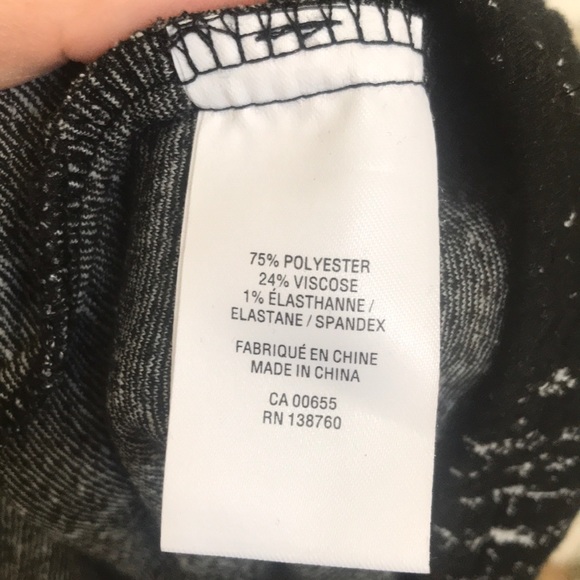 75% POLYESTER
24% VISCOSE
1% ÉLASTHANNE /
ELASTANE / SPANDEX
FABRIQUÉ EN CHINE
MADE IN CHINA
CA 00655
RN 138760